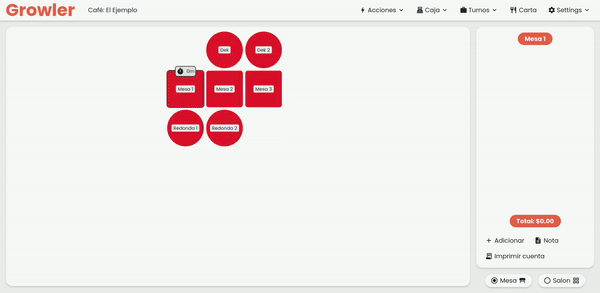 Growler
Café: El Ejemplo
Acciones
Caja
Turnos
Carta
Settings
Dek
Dek 2
0m
Mesa 1
Mesa 2
Mesa 3
Redonda 1
Redonda 2
Mesa 1
Total: $0.00
Adicionar
Nota
Imprimir cuenta
Mesa
Salon